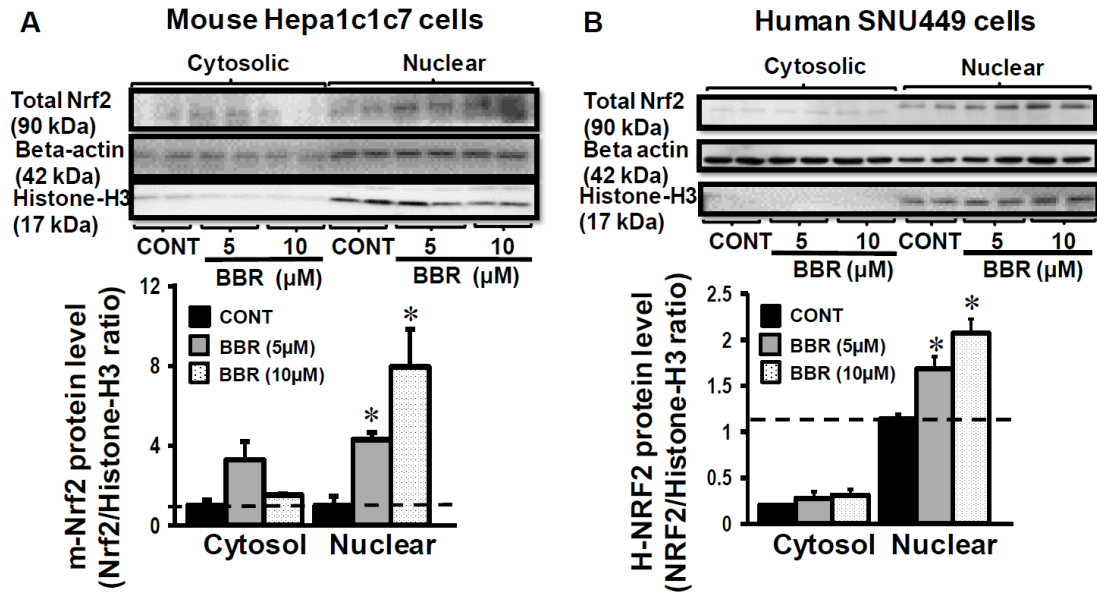 A
Mouse Hepa1c1c7 cells
Cytosolic
Nuclear
Total Nrf2
(90 kDa)
Beta-actin
(42 kDa)
Histone-H3
(17 kDa)
CONT 5 10 CONT 5 10
BBR (µM) BBR (µM)
m-Nrf2 protein level
(Nrf2/Histone-H3 ratio)
12
8
4
0
CONT
BBR (5µM)
BBR (10µM)
*
*
Cytosol Nuclear
B
Human SNU449 cells
Cytosolic
Nuclear
Total Nrf2
(90 kDa)
Beta actin
(42 kDa)
Histone-H3
(17 kDa)
CONT 5 10 CONT 5 10
BBR (µM) BBR (µM)
H-NRF2 protein level
(NRF2/Histone-H3 ratio)
2.5
2
1.5
1
0.5
0
CONT
BBR (5µM)
BBR (10µM)
*
*
Cytosol Nuclear